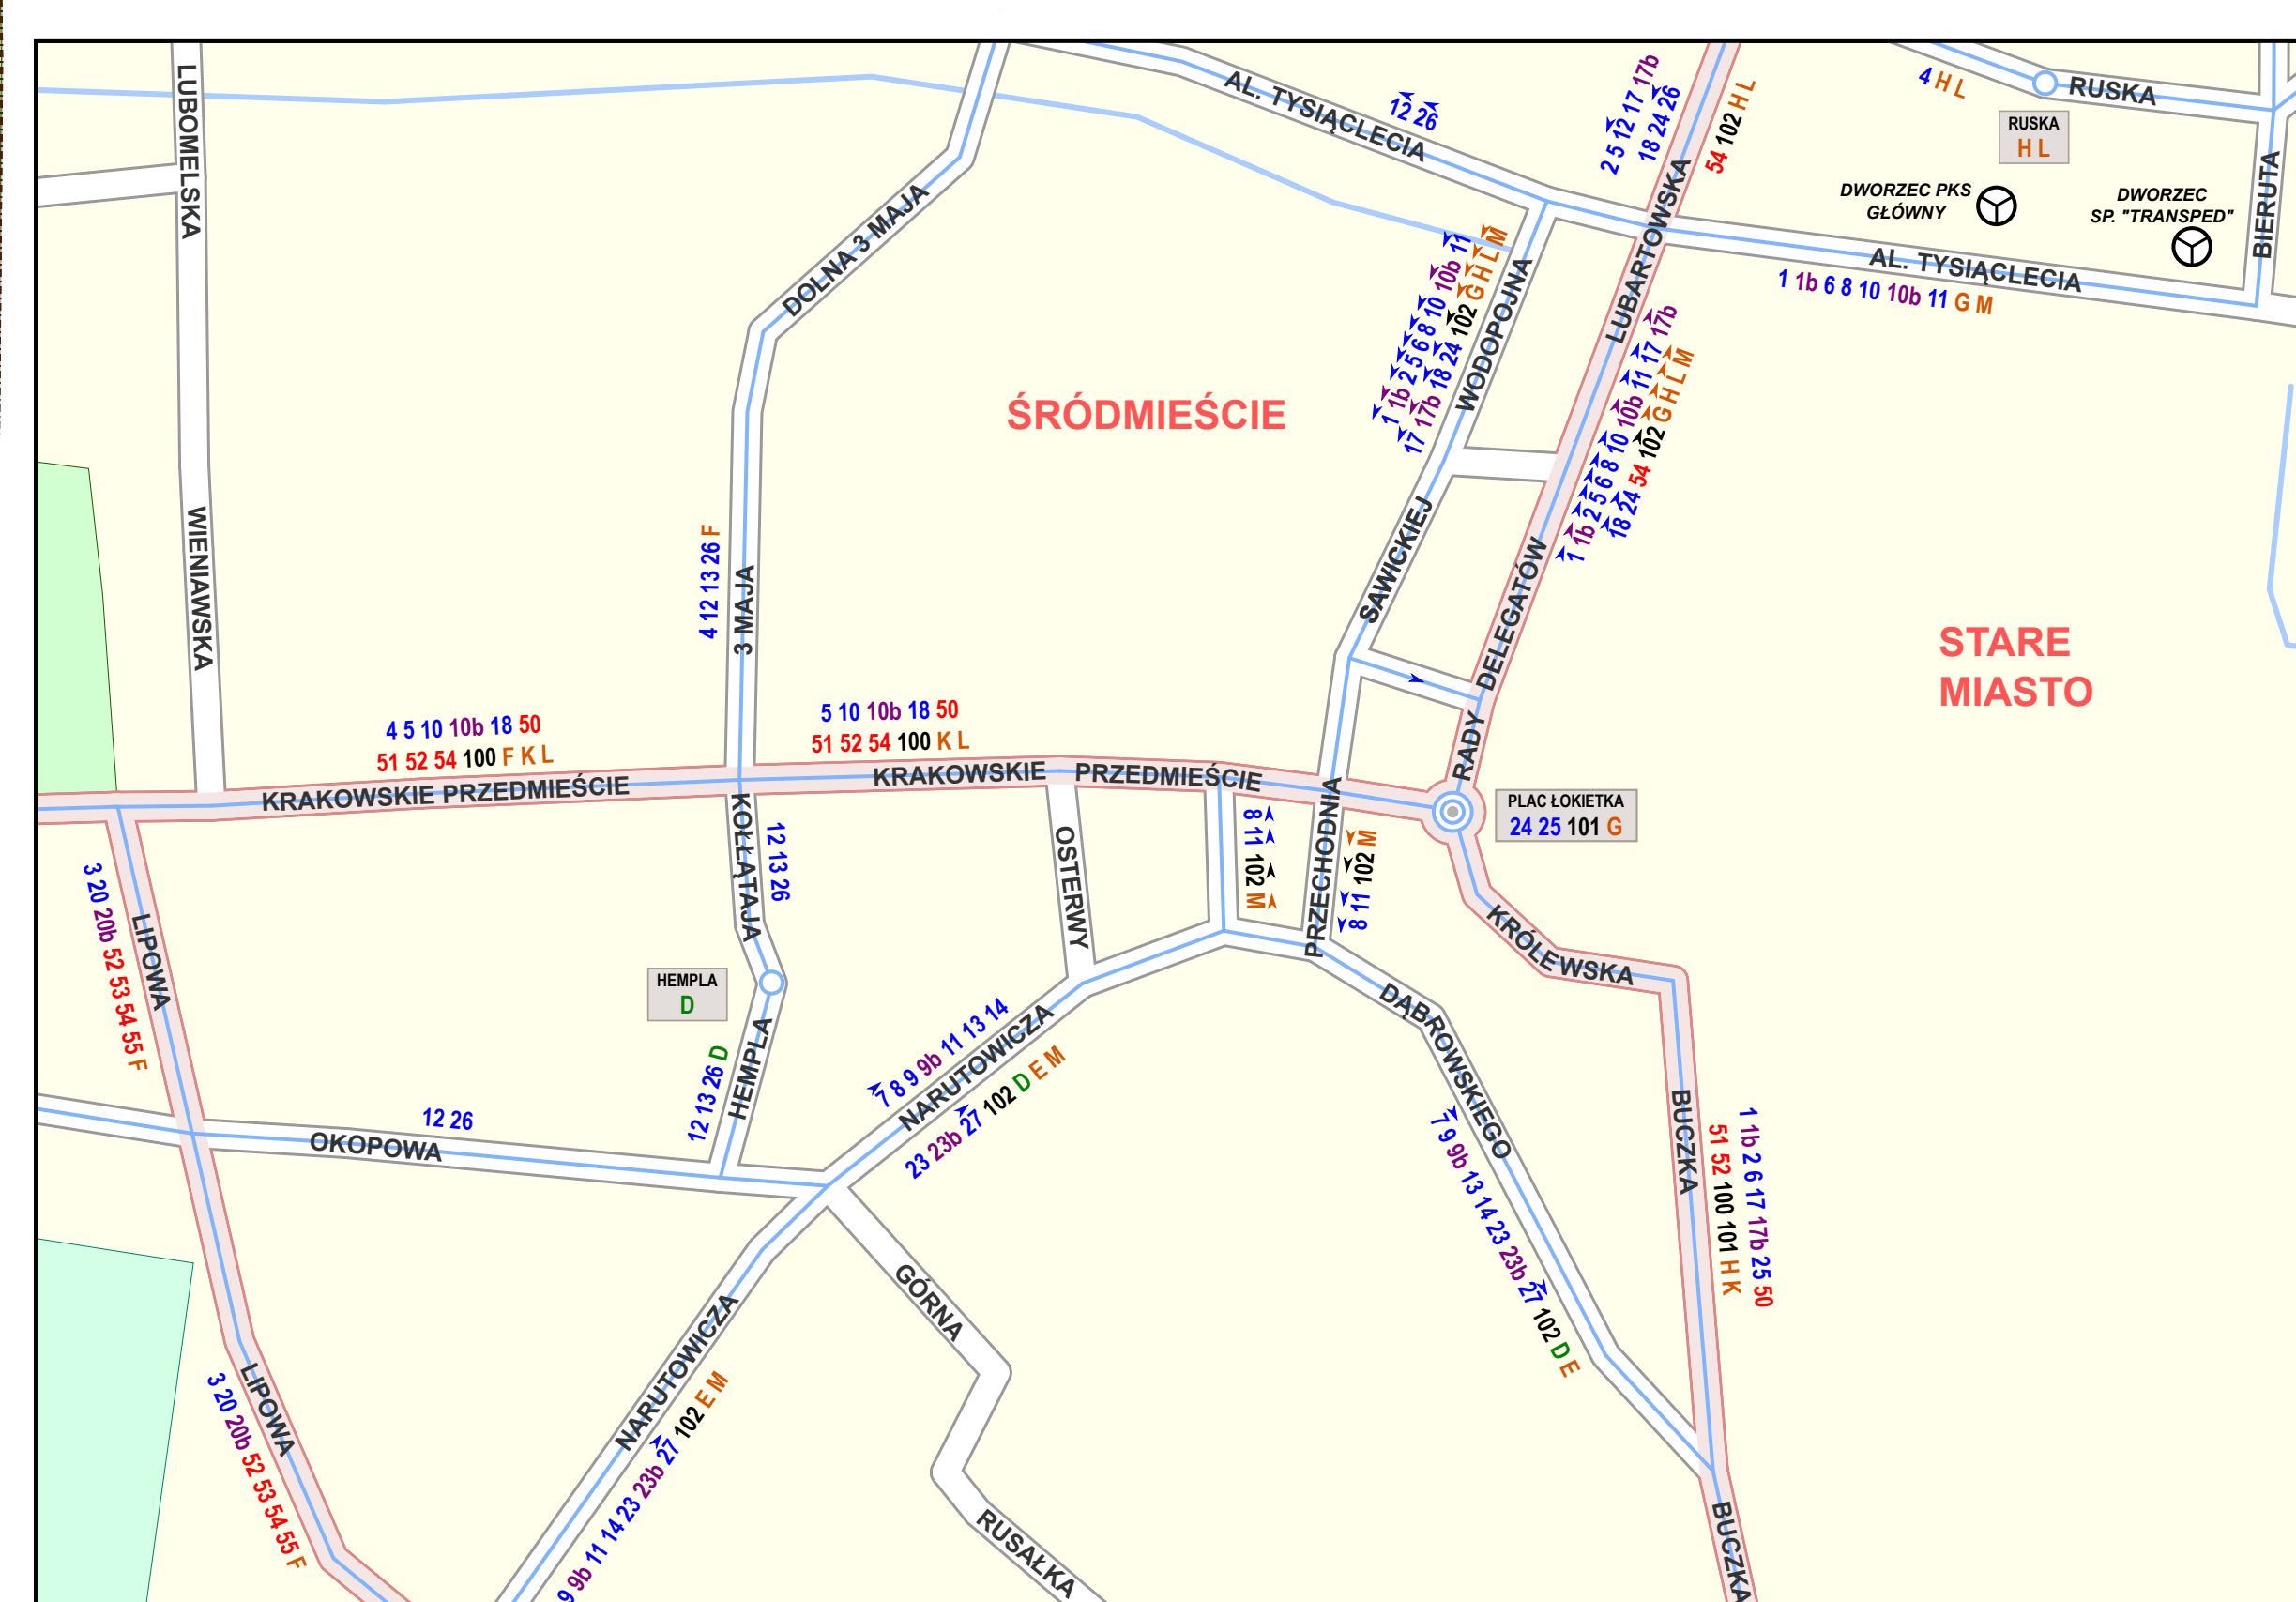 LUBOMELSKA
AL. TYSIĄCLECIA
12 26
2 5 12 17 17b
18 24 26
54 102 H L
4 H L
RUSKA
RUSKA
H L
DWORZEC PKS
GŁÓWNY
DWORZEC
SP. "TRANSPED"
BIERUTA
DOLNA 3 MAJA
LUBARTOWSKA
AL. TYSIĄCLECIA
1 1b 6 8 10 10b 11 G M
1 1b 2 5 6 8 10 10b 11
17 17b 18 24 102 G H L M
WODOPOJNA
ŚRÓDMIEŚCIE
1 1b 2 5 6 8 10 10b 11 17 17b
18 24 54 102 G H L M
WIENIAWSKA
4 12 13 26 F
3 MAJA
SAWICKIEJ
DELEGATÓW
RADY
STARE
MIASTO
4 5 10 10b 18 50
51 52 54 100 F K L
5 10 10b 18 50
51 52 54 100 K L
KRAKOWSKIE PRZEDMIEŚCIE
KRAKOWSKIE PRZEDMIEŚCIE
PLAC ŁOKIETKA
24 25 101 G
KOŁŁĄTAJA
12 13 26
OSTERWY
8 11 102 M
PRZECHODNIA
8 11 102 M
3 20 20b 52 53 54 55 F
LIPOWA
KRÓLEWSKA
HEMPLA
D
12 13 26 D
HEMPLA
7 8 9 9b 11 13 14
NARUTOWICZA
23 23b 27 102 D E M
DĄBROWSKIEGO
7 9 9b 13 14 23 23b 27 102 D E
BUCZKA
1 1b 2 6 17 17b 25 50
51 52 100 101 H K
12 26
OKOPOWA
GÓRNA
NARUTOWICZA
9 9b 11 14 23 23b 27 102 E M
LIPOWA
3 20 20b 52 53 54 55 F
RUSAŁKA
BUCZKA